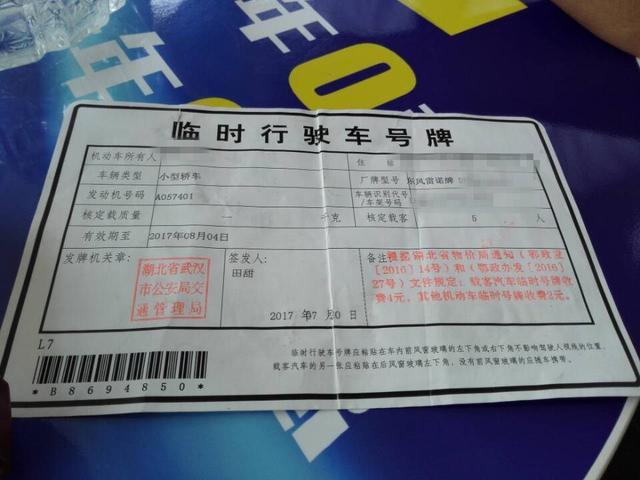 年
年
0
临时行驶车号牌
机动车所有人
住 址
车辆类型 小型轿车 厂牌型号 东风雷诺牌
发动机号码 A057401 车辆识别代号/车架号码
核定载质量 — 千克 核定载客 5 人
有效期至 2017年08月04日
发牌机关章: 签发人: 备注:根据湖北省物价局通知(鄂政发
湖北省武汉 田甜 [2016]14号)和(鄂政办发[2016]
市公安局交 27号)文件规定:载客汽车临时号牌收
通管理局 费4元,其他机动车临时号牌收费2元。
2017 年7月0日
L7
临时行驶车号牌应粘贴在车内前风窗玻璃的左下角或右下角不影响驾驶人视线的位置,
载客汽车的另一张应粘贴在后风窗玻璃左下角,没有前风窗玻璃的应随车携带。
*B8694850*